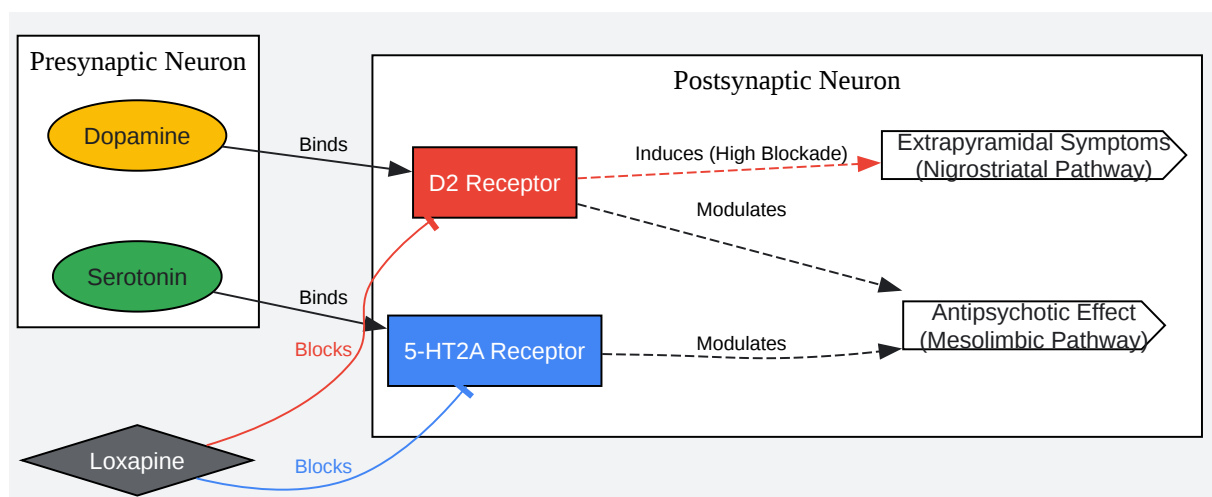 Presynaptic Neuron
Dopamine
Serotonin
Loxapine
Binds
Binds
Blocks
Blocks
Postsynaptic Neuron
D2 Receptor
5-HT2A Receptor
Induces (High Blockade)
Modulates
Modulates
Extrapyramidal Symptoms
(Nigrostriatal Pathway)
Antipsychotic Effect
(Mesolimbic Pathway)